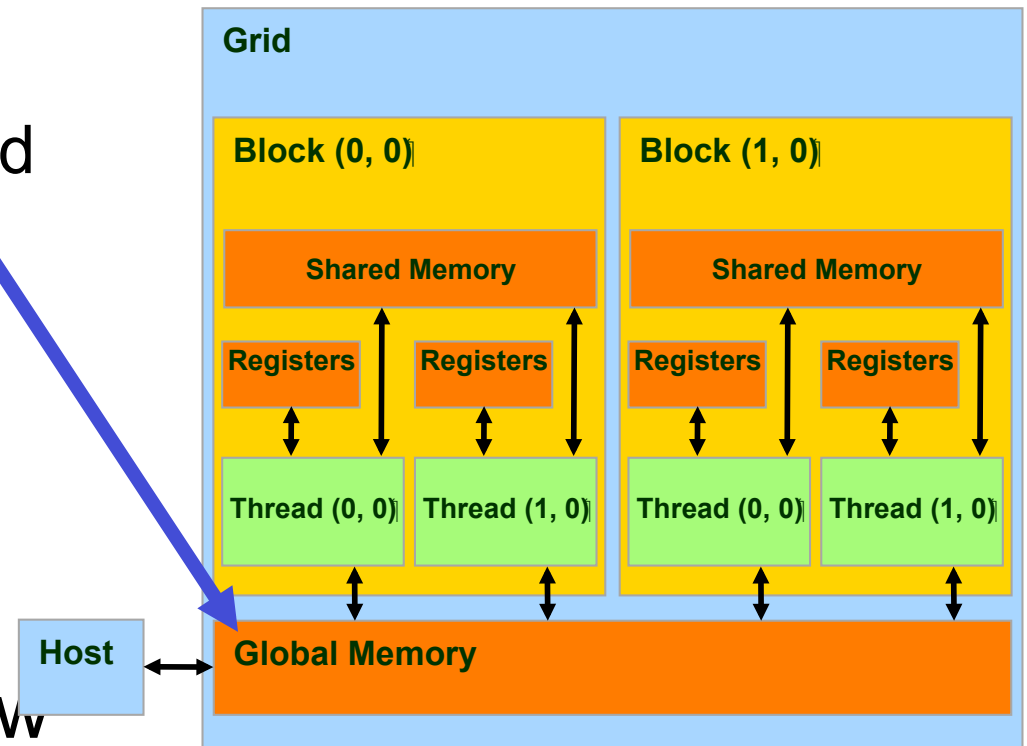 Grid
d
Block (0, 0)
Block (1, 0)
Shared Memory
Shared Memory
Registers
Registers
Registers
Registers
Thread (0, 0)
Thread (1, 0)
Thread (0, 0)
Thread (1, 0)
Host
Global Memory
w